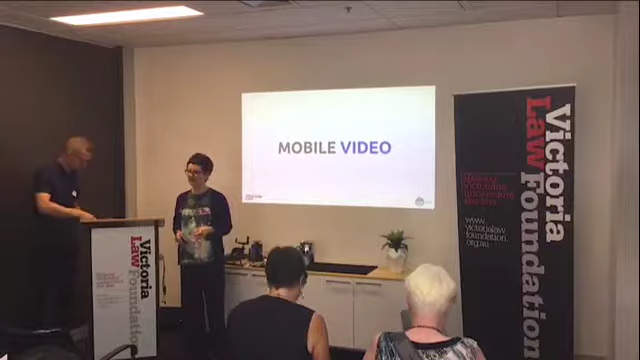 MOBILE VIDEO
Victoria
Law Foundation
www.
victorialaw
foundation.
org.au
Victoria
Law Foundation